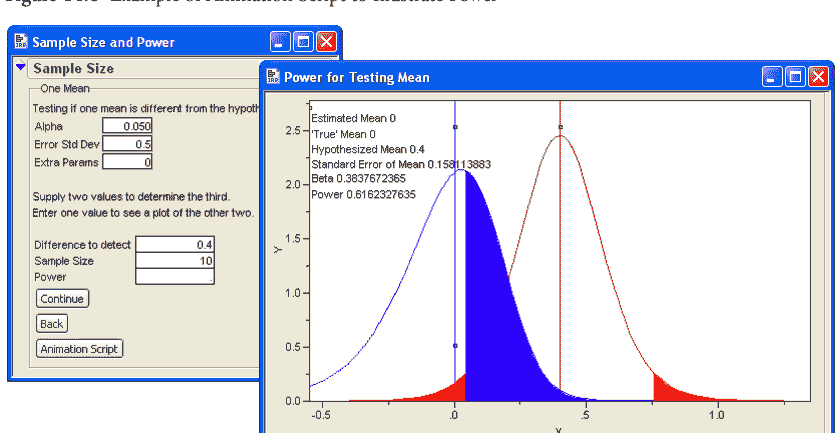 Sample Size and Power
Sample Size
One Mean
Testing if one mean is different from the hypoth
Alpha 0.050
Error Std Dev 0.5
Extra Params 0
Supply two values to determine the third.
Enter one value to see a plot of the other two.
Difference to detect 0.4
Sample Size 10
Power .
Continue
Back
Animation Script
Power for Testing Mean
Estimated Mean 0
'True' Mean 0
Hypothesized Mean 0.4
Standard Error of Mean 0.158113883
Beta 0.3837672365
Power 0.6162327635
2.5
2.0
1.5
Y
1.0
0.5
0.0
-0.5 .0 .5 1.0
X